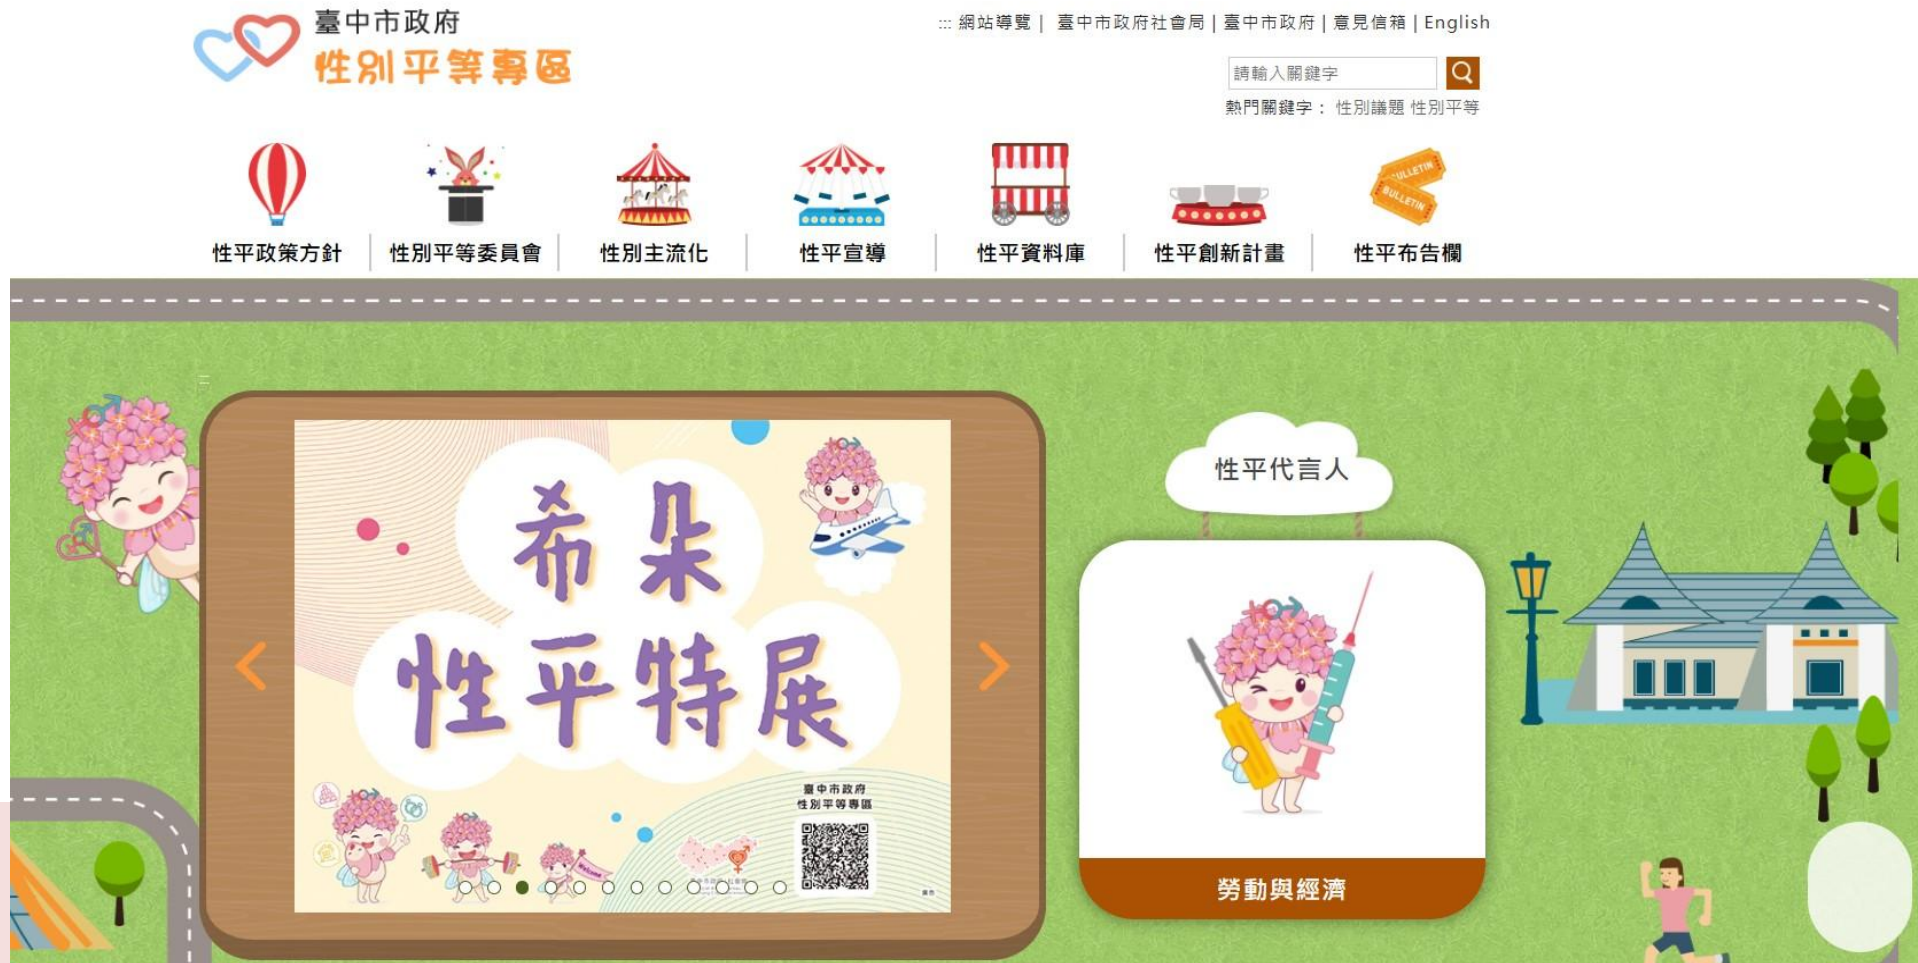 臺中市政府
性別平等專區
::: 網站導覽 | 臺中市政府社會局 | 臺中市政府 | 意見信箱 | English
請輸入關鍵字
熱門關鍵字： 性別議題 性別平等
BULLETIN
BULLETIN
性平政策方針
性別平等委員會
性別主流化
性平宣導
性平資料庫
性平創新計畫
性平布告欄
希朵
性平特展
性平代言人
Welcome
臺中市政府
性別平等專區
廣告
勞動與經濟